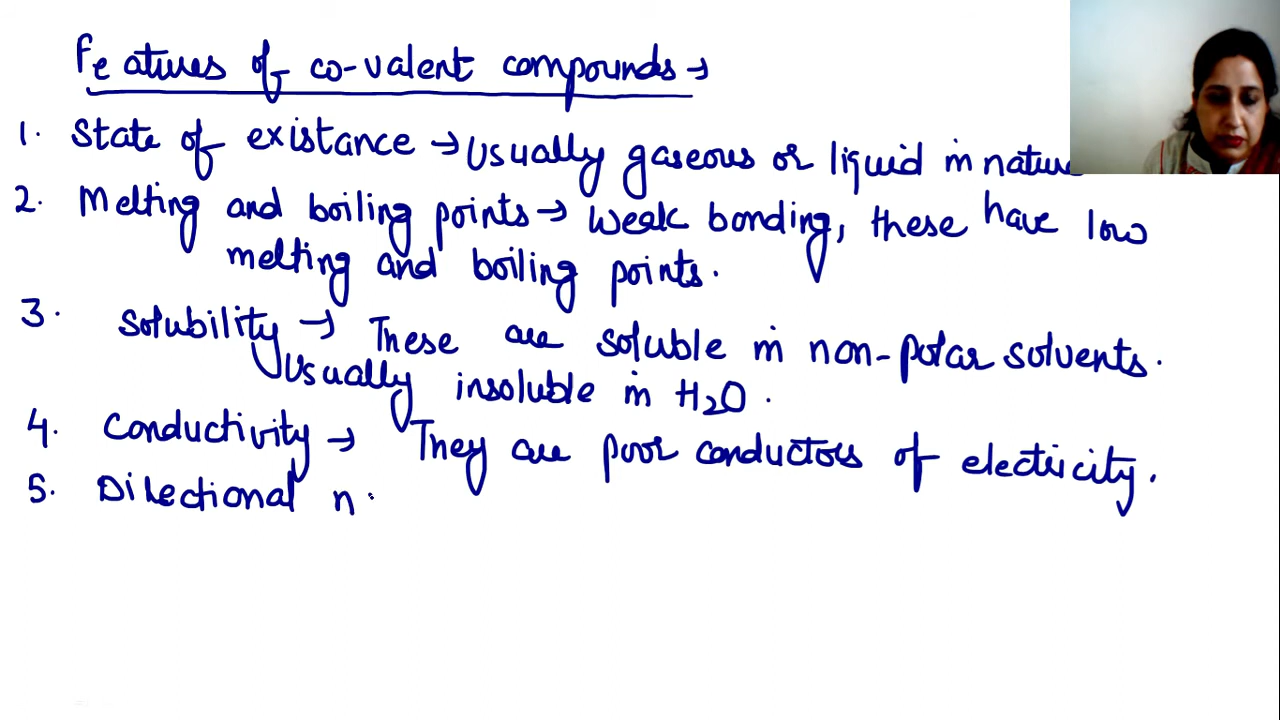 Features of co-valent compounds →
1. State of existance → Usually gaseous or liquid in nature
2. Melting and boiling points → Weak bonding, these have low
melting and boiling points.
3. Solubility → These are soluble in non-polar solvents.
Usually insoluble in H₂O.
4. Conductivity → They are poor conductors of electricity.
5. Directional n